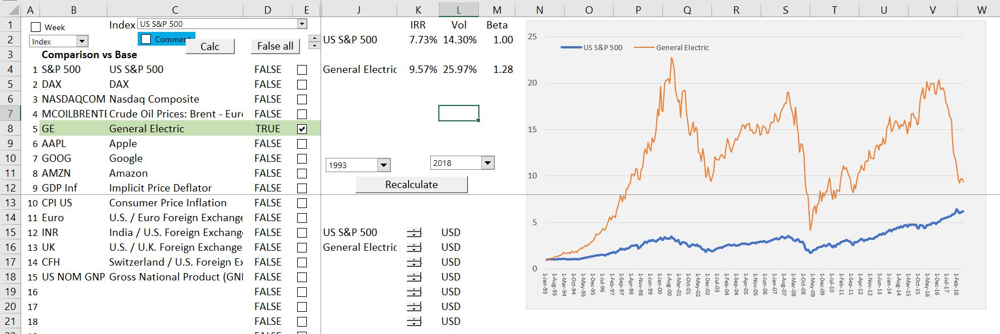 A B C D E J K L M N O P Q R S T U V W
1 Week Index US S&P 500 IRR Vol Beta
2 Index Comment Calc False all US S&P 500 7.73% 14.30% 1.00
3 Comparison vs Base
4 1 S&P 500 US S&P 500 FALSE General Electric 9.57% 25.97% 1.28
5 2 DAX DAX FALSE
6 3 NASDAQCOM Nasdaq Composite FALSE
7 4 MCOILBRENTE Crude Oil Prices: Brent - Euro FALSE
8 5 GE General Electric TRUE
9 6 AAPL Apple FALSE
10 7 GOOG Google FALSE 1993 2018
11 8 AMZN Amazon FALSE
12 9 GDP Inf Implicit Price Deflator FALSE Recalculate
13 10 CPI US Consumer Price Inflation FALSE
14 11 Euro U.S. / Euro Foreign Exchange FALSE
15 12 INR India / U.S. Foreign Exchang FALSE US S&P 500 USD
16 13 UK U.S. / U.K. Foreign Exchange FALSE General Electric USD
17 14 CFH Switzerland / U.S. Foreign Ex FALSE USD
18 15 US NOM GNP Gross National Product (GNI FALSE USD
19 16 FALSE USD
20 17 FALSE USD
21 18 FALSE USD
US S&P 500 General Electric
25
20
15
10
5
0
1-Jan-93 1-Aug-93 1-Mar-94 1-Oct-94 1-May-95 1-Dec-95 1-Jul-96 1-Feb-97 1-Sep-97 1-Apr-98 1-Nov-98 1-Jun-99 1-Jan-00 1-Aug-00 1-Mar-01 1-Oct-01 1-May-02 1-Dec-02 1-Jul-03 1-Feb-04 1-Sep-04 1-Apr-05 1-Nov-05 1-Jun-06 1-Jan-07 1-Aug-07 1-Mar-08 1-Oct-08 1-May-09 1-Dec-09 1-Jul-10 1-Feb-11 1-Sep-11 1-Apr-12 1-Nov-12 1-Jun-13 1-Jan-14 1-Aug-14 1-Mar-15 1-Oct-15 1-May-16 1-Dec-16 1-Jul-17 1-Feb-18